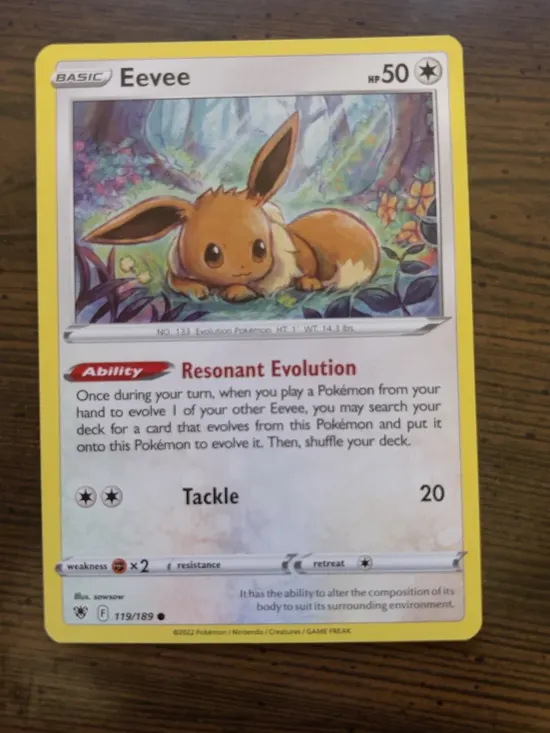 BASIC Eevee HP 50
NO. 133 Evolution Pokémon HT: 1' WT: 14.3 lbs.
Ability Resonant Evolution
Once during your turn, when you play a Pokémon from your
hand to evolve 1 of your other Eevee, you may search your
deck for a card that evolves from this Pokémon and put it
onto this Pokémon to evolve it. Then, shuffle your deck.
Tackle 20
weakness ×2 resistance retreat
Illus. sowsow
It has the ability to alter the composition of its
body to suit its surrounding environment.
F 119/189
©2022 Pokémon / Nintendo / Creatures / GAME FREAK